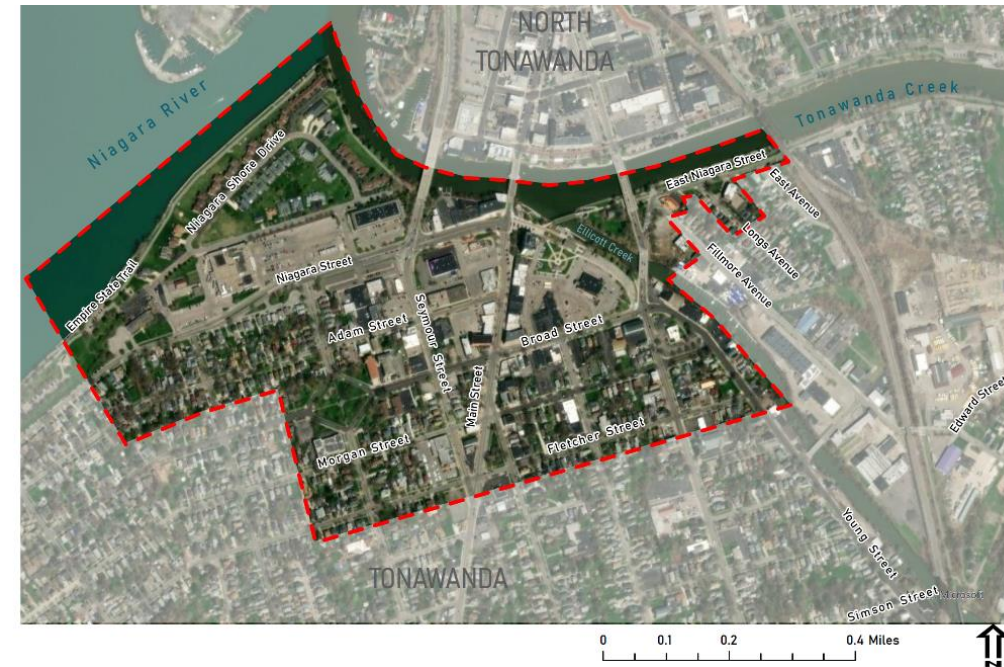 NORTH
TONAWANDA
Niagara River
Tonawanda Creek
Niagara Shore Drive
East Niagara Street
East Avenue
Longs Avenue
Ellicott Creek
Fillmore Avenue
Niagara Street
Empire State Trail
Seymour Street
Adam Street
Broad Street
Main Street
Edward Street
Morgan Street
Fletcher Street
Young Street
TONAWANDA
Microsoft
Simson Street
0 0.1 0.2 0.4 Miles
N